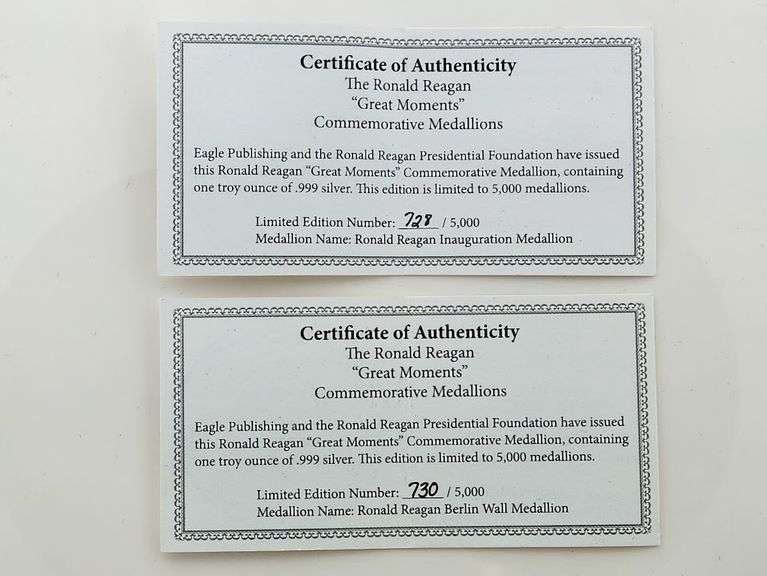 Certificate of Authenticity
The Ronald Reagan
“Great Moments”
Commemorative Medallions
Eagle Publishing and the Ronald Reagan Presidential Foundation have issued
this Ronald Reagan “Great Moments” Commemorative Medallion, containing
one troy ounce of .999 silver. This edition is limited to 5,000 medallions.
Limited Edition Number: 728 / 5,000
Medallion Name: Ronald Reagan Inauguration Medallion
Certificate of Authenticity
The Ronald Reagan
“Great Moments”
Commemorative Medallions
Eagle Publishing and the Ronald Reagan Presidential Foundation have issued
this Ronald Reagan “Great Moments” Commemorative Medallion, containing
one troy ounce of .999 silver. This edition is limited to 5,000 medallions.
Limited Edition Number: 730 / 5,000
Medallion Name: Ronald Reagan Berlin Wall Medallion